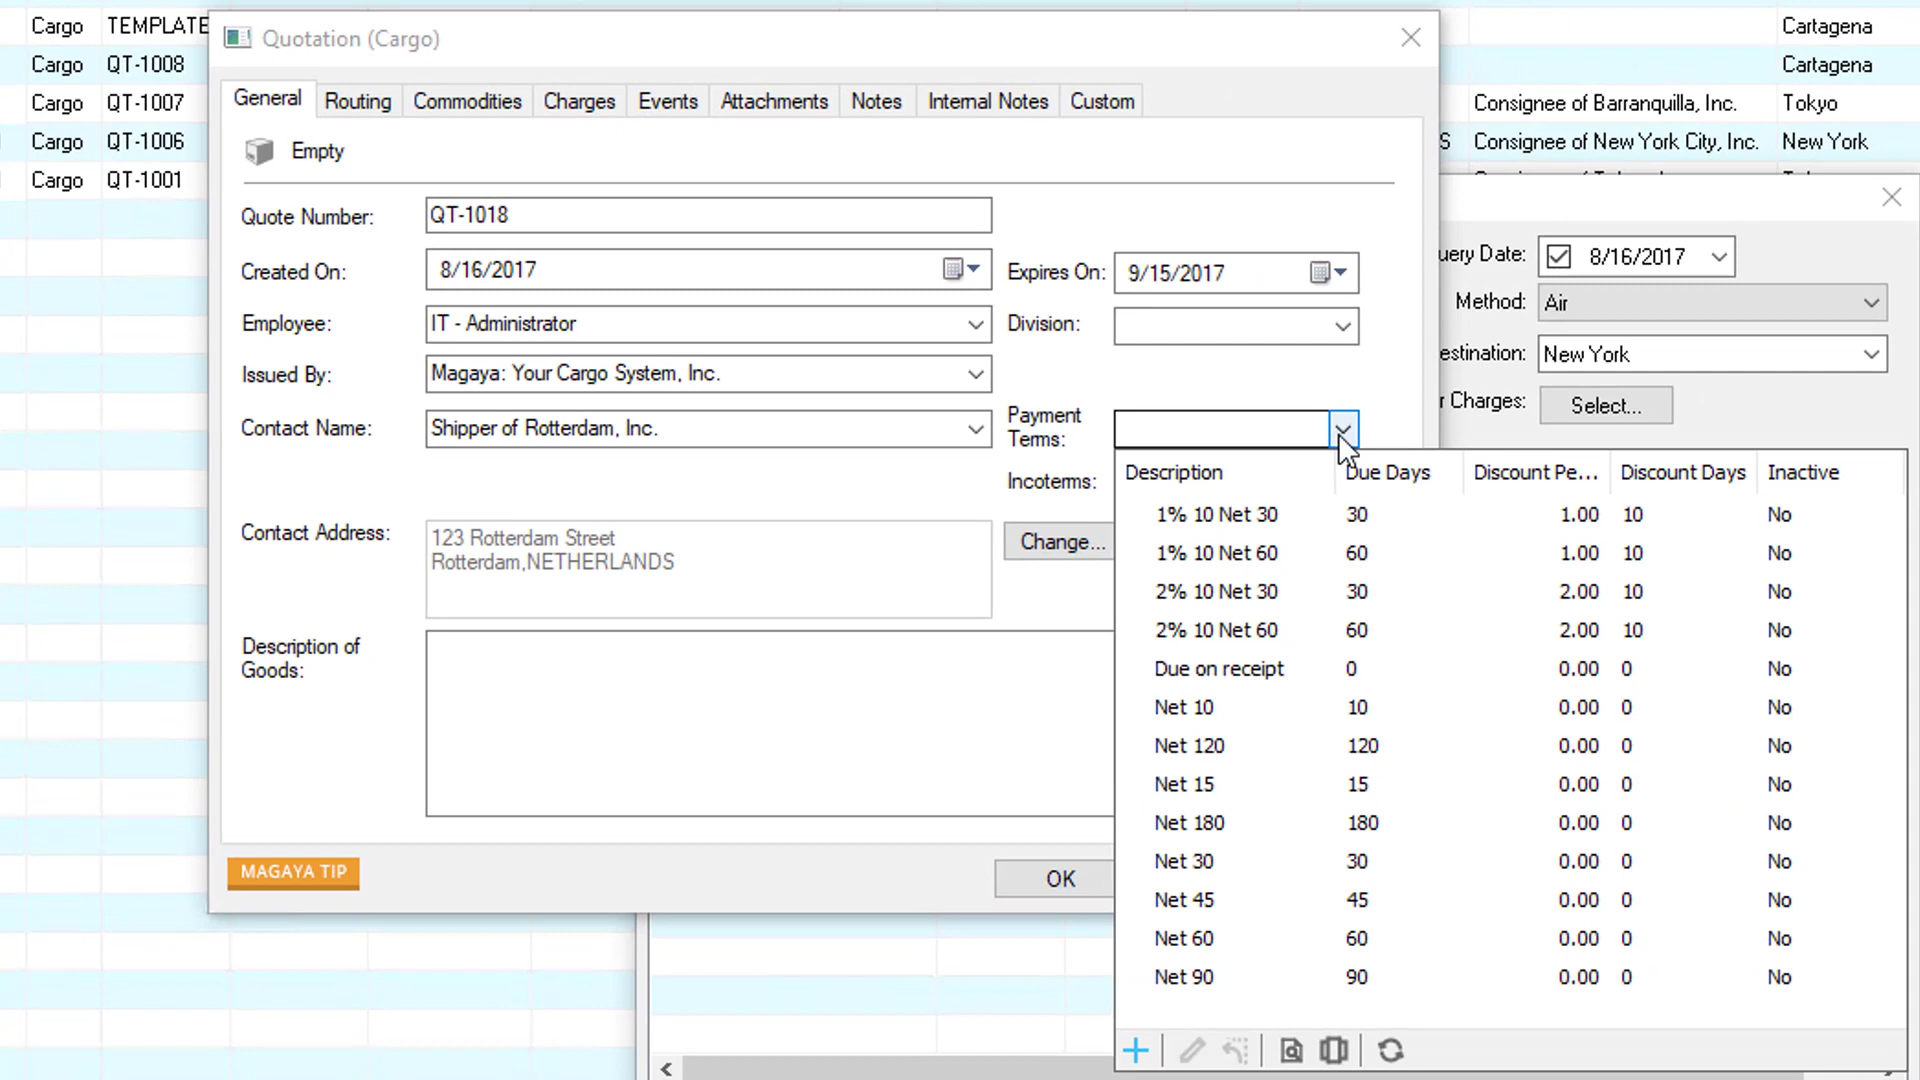 Cargo TEMPLATE Cartagena
Cargo QT-1008 Cartagena
Cargo QT-1007 Consignee of Barranquilla, Inc. Tokyo
Cargo QT-1006 S Consignee of New York City, Inc. New York
Cargo QT-1001
Quotation (Cargo)
General Routing Commodities Charges Events Attachments Notes Internal Notes Custom
Empty
Quote Number: QT-1018
Created On: 8/16/2017 Expires On: 9/15/2017
Employee: IT - Administrator Division:
Issued By: Magaya: Your Cargo System, Inc.
Contact Name: Shipper of Rotterdam, Inc. Payment
Terms:
Incoterms:
Contact Address: 123 Rotterdam Street
Rotterdam,NETHERLANDS
Change...
Description of
Goods:
MAGAYA TIP
OK
uery Date: 8/16/2017
Method: Air
estination: New York
r Charges: Select...
Description Due Days Discount Pe... Discount Days Inactive
1% 10 Net 30 30 1.00 10 No
1% 10 Net 60 60 1.00 10 No
2% 10 Net 30 30 2.00 10 No
2% 10 Net 60 60 2.00 10 No
Due on receipt 0 0.00 0 No
Net 10 10 0.00 0 No
Net 120 120 0.00 0 No
Net 15 15 0.00 0 No
Net 180 180 0.00 0 No
Net 30 30 0.00 0 No
Net 45 45 0.00 0 No
Net 60 60 0.00 0 No
Net 90 90 0.00 0 No